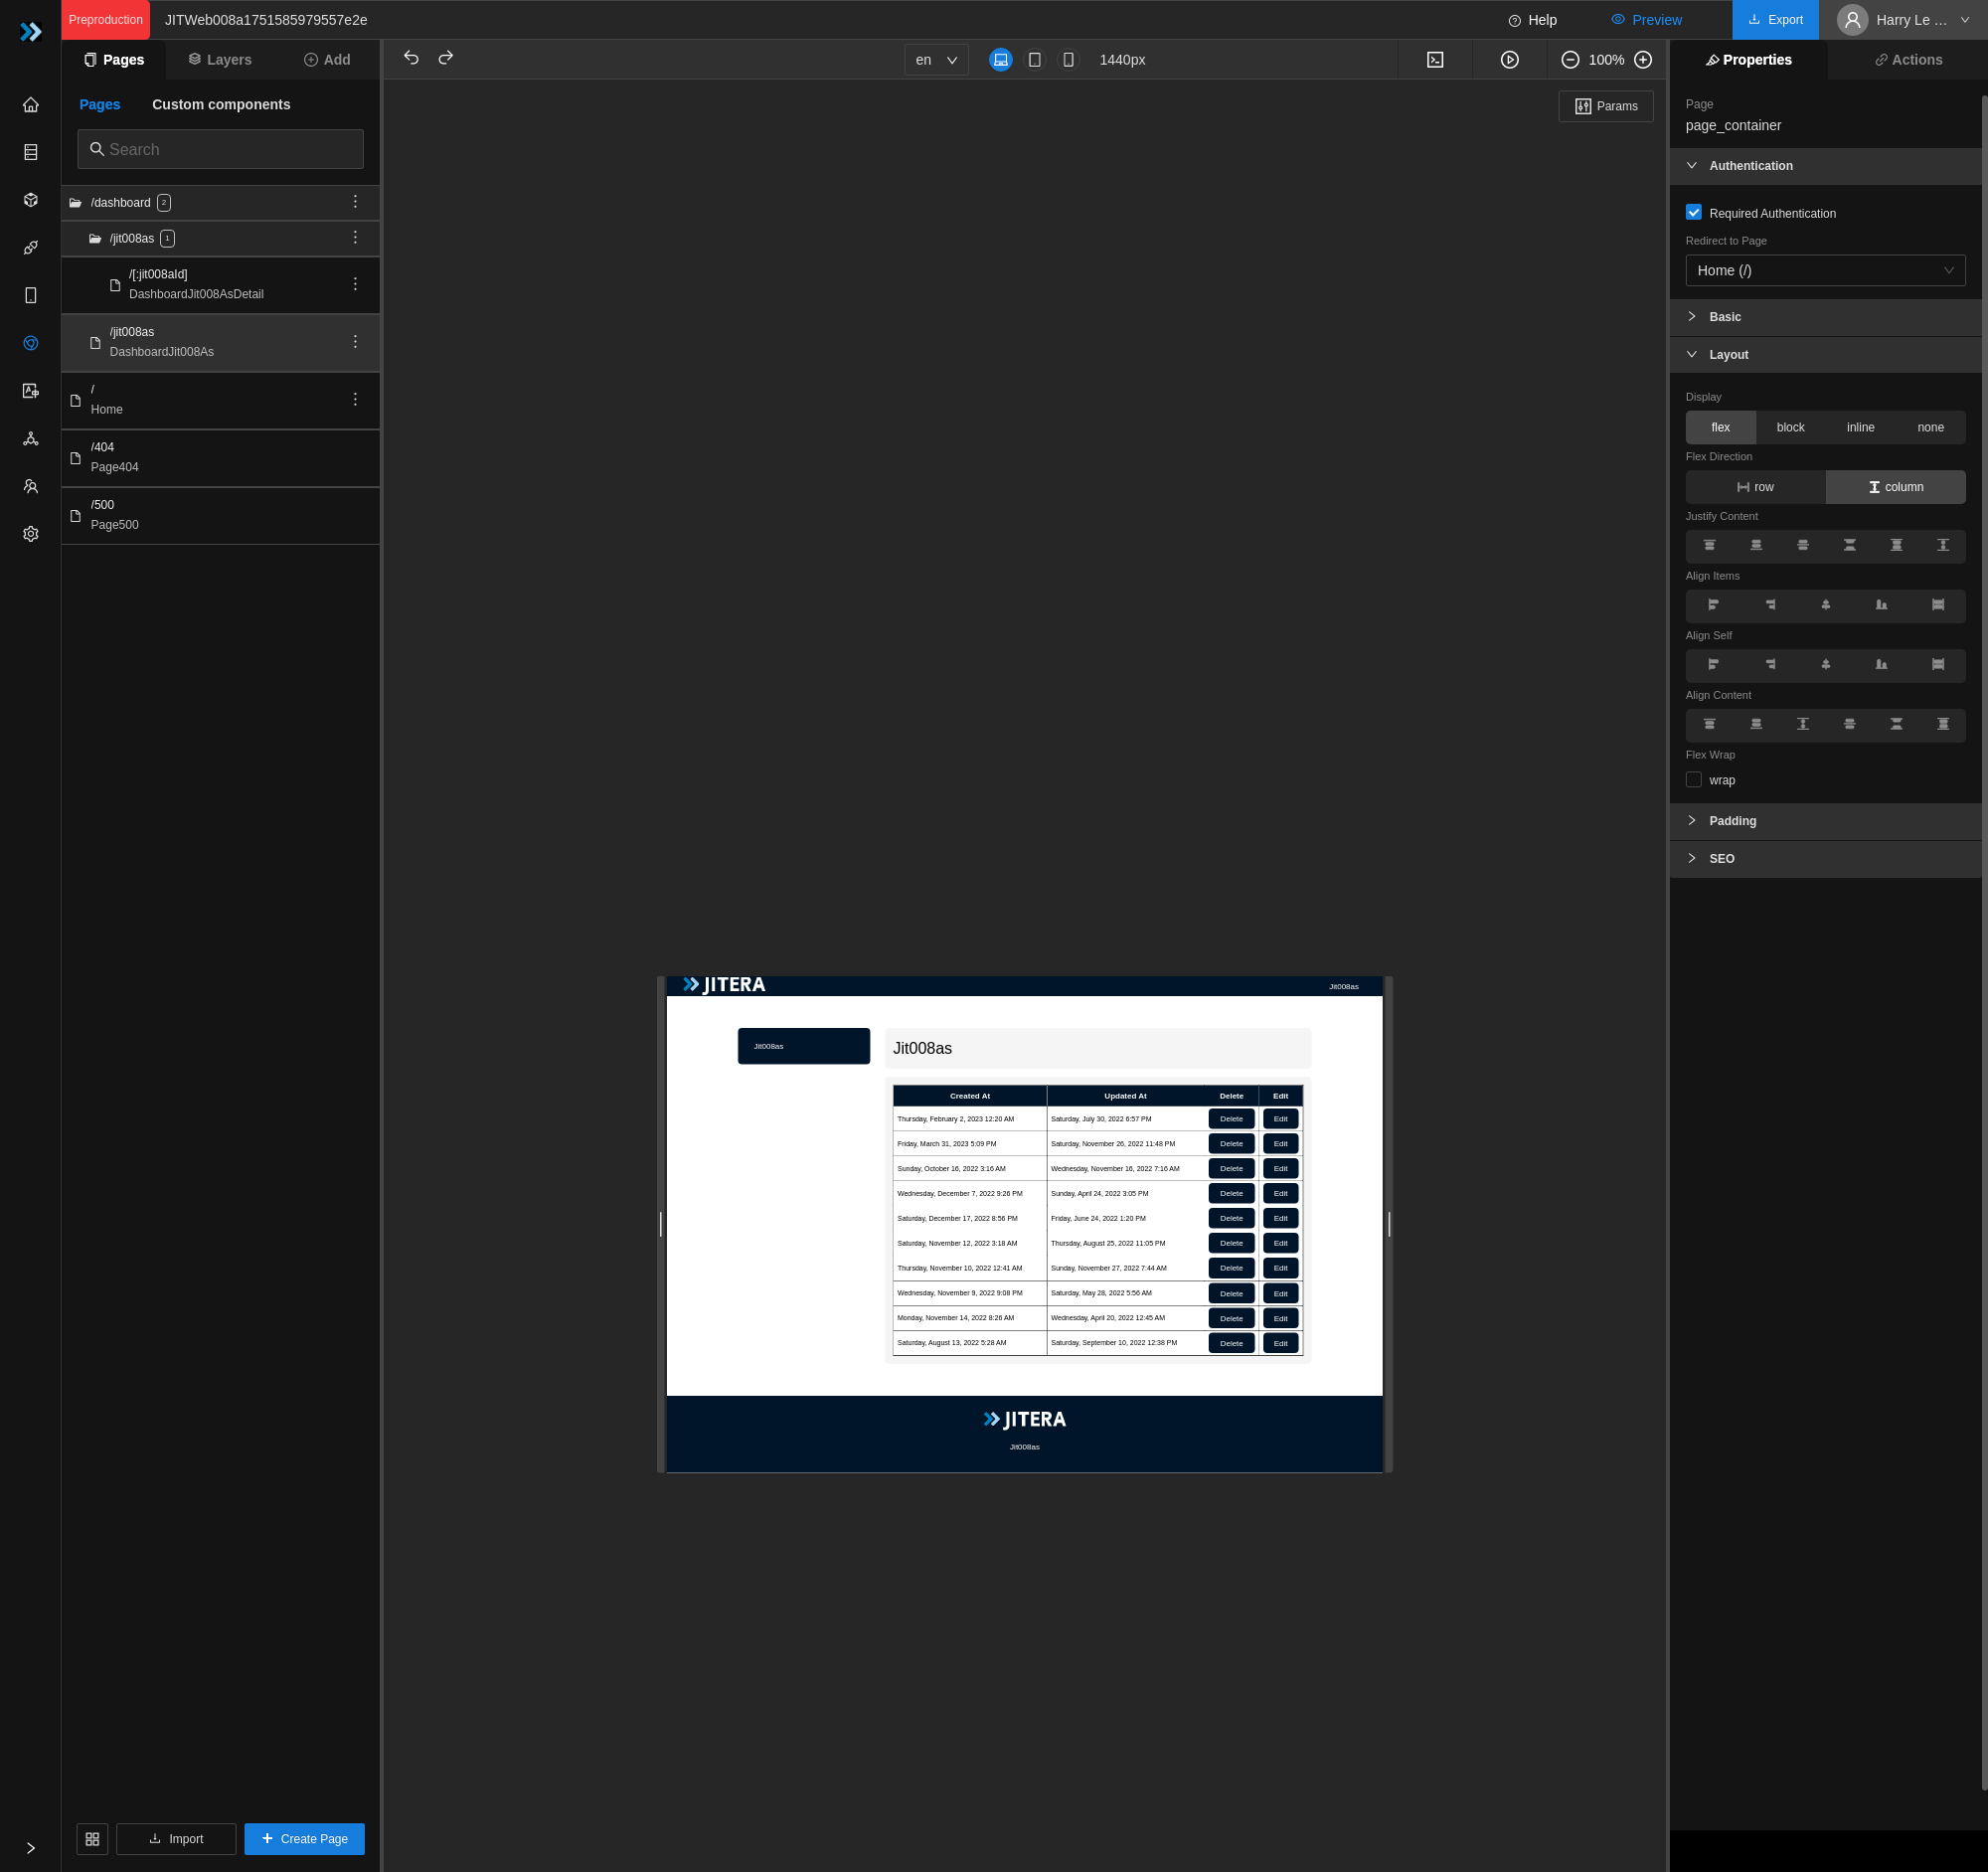 Preproduction
JITWeb008a1751585979557e2e
Help
Preview
Export
Harry Le ...
Pages
Layers
Add
en
1440px
100%
Properties
Actions
Pages
Custom components
Search
/dashboard 2
/jit008as 1
/[:jit008aId]
DashboardJit008AsDetail
/jit008as
DashboardJit008As
/
Home
/404
Page404
/500
Page500
Import
Create Page
Params
JITERA
Jit008as
Jit008as
Jit008as
Created At Updated At Delete Edit
Thursday, February 2, 2023 12:20 AM Saturday, July 30, 2022 6:57 PM Delete Edit
Friday, March 31, 2023 5:09 PM Saturday, November 26, 2022 11:48 PM Delete Edit
Sunday, October 16, 2022 3:16 AM Wednesday, November 16, 2022 7:16 AM Delete Edit
Wednesday, December 7, 2022 9:26 PM Sunday, April 24, 2022 3:05 PM Delete Edit
Saturday, December 17, 2022 8:56 PM Friday, June 24, 2022 1:20 PM Delete Edit
Saturday, November 12, 2022 3:18 AM Thursday, August 25, 2022 11:05 PM Delete Edit
Thursday, November 10, 2022 12:41 AM Sunday, November 27, 2022 7:44 AM Delete Edit
Wednesday, November 9, 2022 9:08 PM Saturday, May 28, 2022 5:56 AM Delete Edit
Monday, November 14, 2022 8:26 AM Wednesday, April 20, 2022 12:45 AM Delete Edit
Saturday, August 13, 2022 5:28 AM Saturday, September 10, 2022 12:38 PM Delete Edit
JITERA
Jit008as
Page
page_container
Authentication
Required Authentication
Redirect to Page
Home (/)
Basic
Layout
Display
flex block inline none
Flex Direction
row column
Justify Content
Align Items
Align Self
Align Content
Flex Wrap
wrap
Padding
SEO